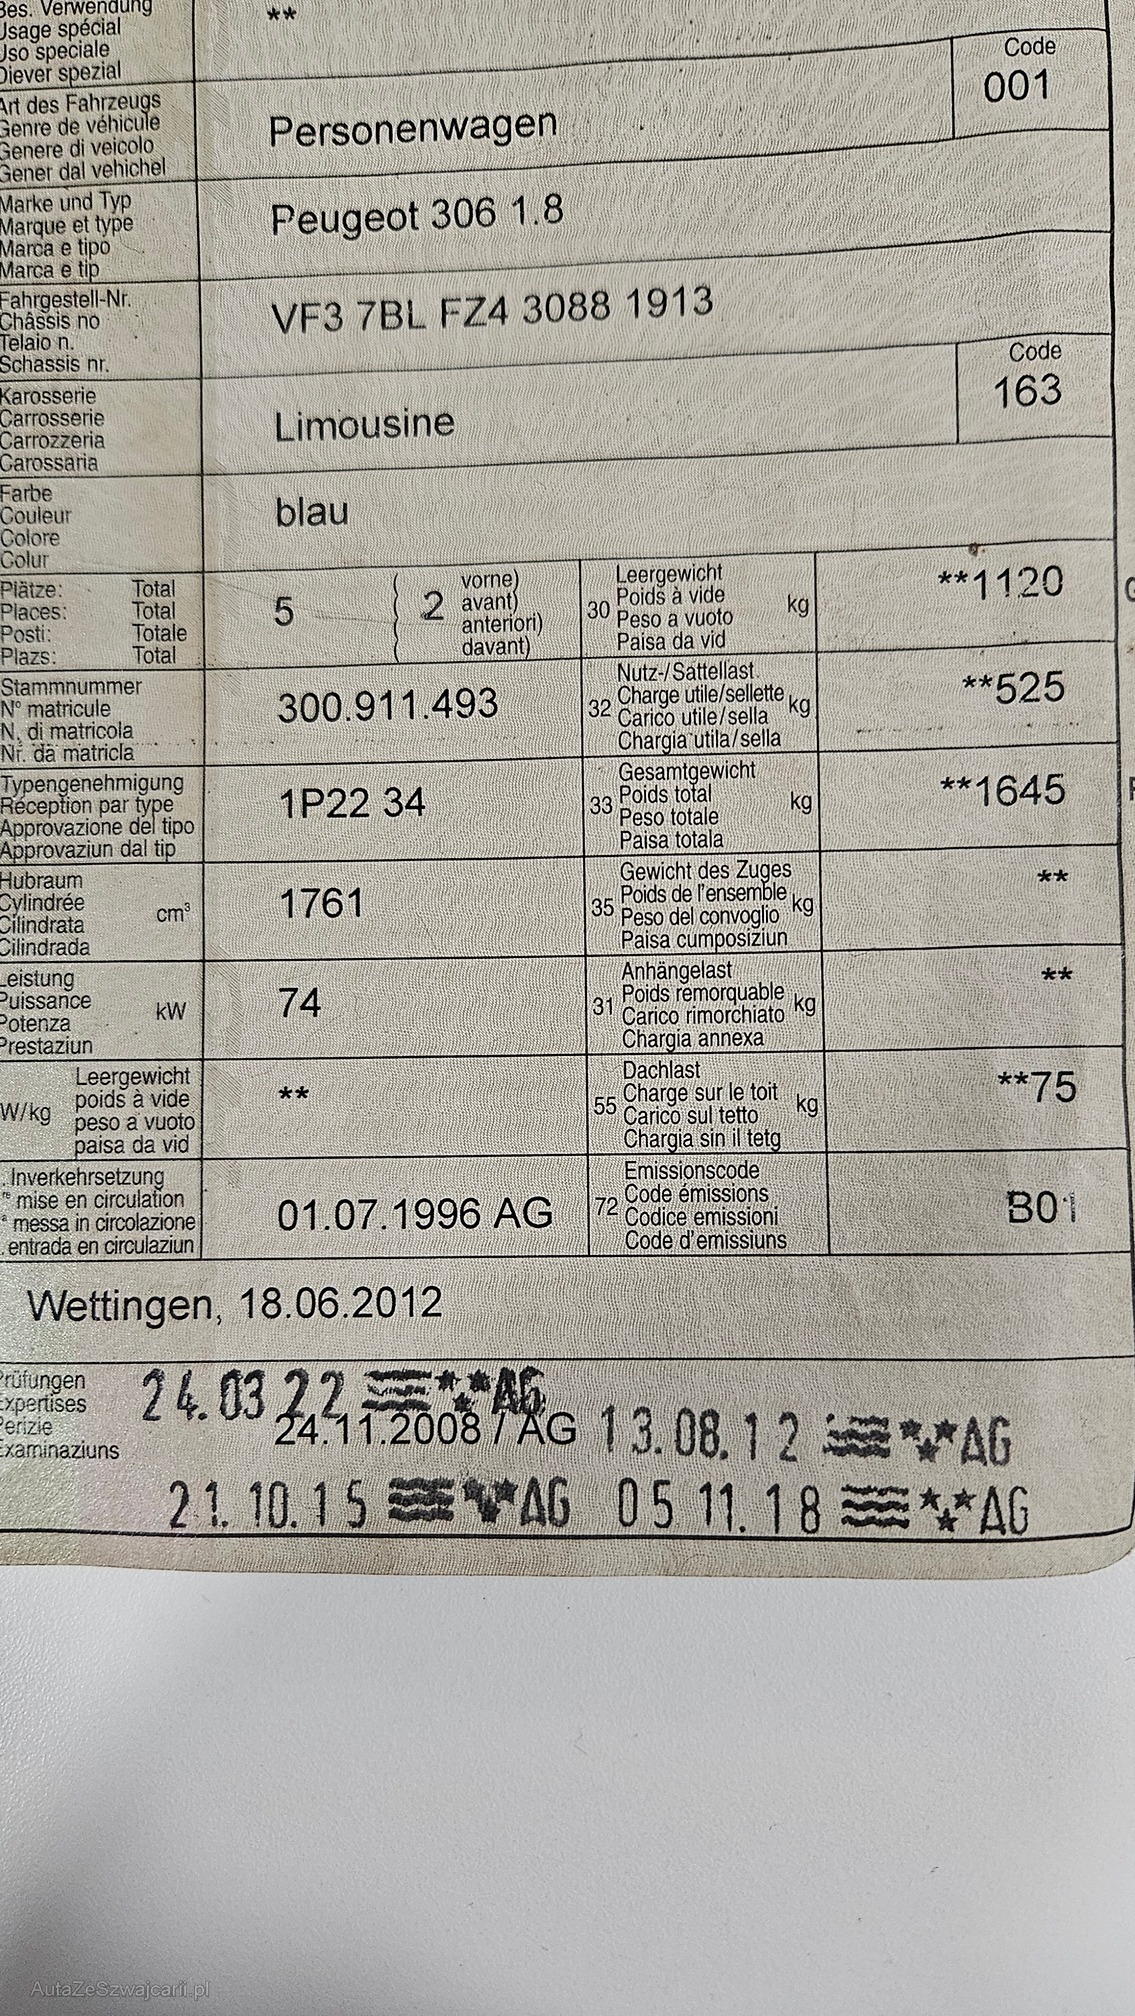 Bes. Verwendung
Usage spécial
Uso speciale
Diever spezial
**
Art des Fahrzeugs
Genre de véhicule
Genere di veicolo
Gener dal vehichel
Personenwagen
Code
001
Marke und Typ
Marque et type
Marca e tipo
Marca e tip
Peugeot 306 1.8
Fahrgestell-Nr.
Châssis no
Telaio n.
Schassis nr.
VF3 7BL FZ4 3088 1913
Karosserie
Carrosserie
Carrozzeria
Carossaria
Limousine
Code
163
Farbe
Couleur
Colore
Colur
blau
Plätze: Total
Places: Total
Posti: Totale
Plazs: Total
5
2
vorne)
avant)
anteriori)
davant)
30
Leergewicht
Poids à vide
Peso a vuoto
Paisa da vid
kg
**1120
Stammnummer
N° matricule
N. di matricola
Nr. da matricla
300.911.493
32
Nutz-/Sattellast
Charge utile/sellette
Carico utile/sella
Chargia utila/sella
kg
**525
Typengenehmigung
Réception par type
Approvazione del tipo
Approvaziun dal tip
1P22 34
33
Gesamtgewicht
Poids total
Peso totale
Paisa totala
kg
**1645
Hubraum
Cylindrée
Cilindrata
Cilindrada
cm³
1761
35
Gewicht des Zuges
Poids de l'ensemble
Peso del convoglio
Paisa cumposiziun
kg
**
Leistung
Puissance
Potenza
Prestaziun
kW
74
31
Anhängelast
Poids remorquable
Carico rimorchiato
Chargia annexa
kg
**
W/kg
Leergewicht
poids à vide
peso a vuoto
paisa da vid
**
55
Dachlast
Charge sur le toit
Carico sul tetto
Chargia sin il tetg
kg
**75
. Inverkehrsetzung
re mise en circulation
a messa in circolazione
. entrada en circulaziun
01.07.1996 AG
72
Emissionscode
Code émissions
Codice emissioni
Code d'emissiuns
B01
Wettingen, 18.06.2012
Prüfungen
Expertises
Perizie
Examinaziuns
24.03 22 AG
24.11.2008 / AG
13.08.12 AG
21.10.15 AG
05 11.18 AG
AutaZeSzwajcarii.pl